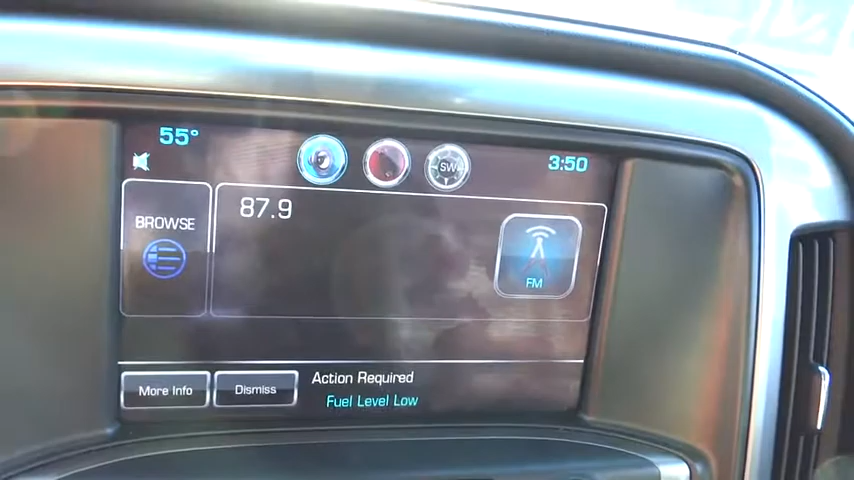 55°
SW
3:50
BROWSE
87.9
FM
More Info
Dismiss
Action Required
Fuel Level Low